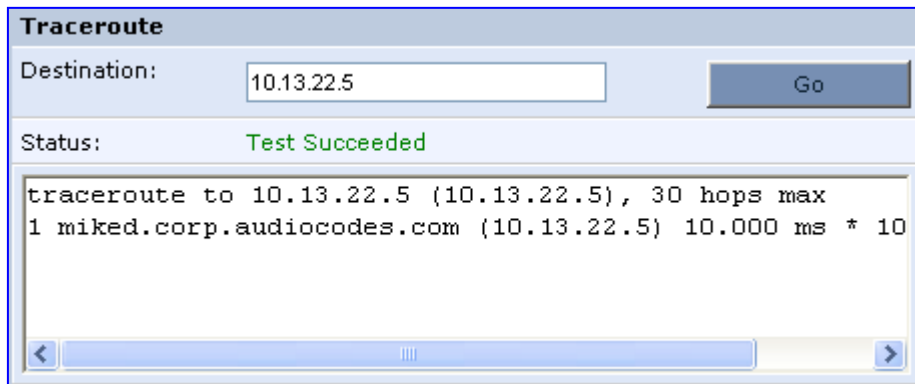 Traceroute
Destination:
10.13.22.5
Go
Status:
Test Succeeded
traceroute to 10.13.22.5 (10.13.22.5), 30 hops max
1 miked.corp.audiocodes.com (10.13.22.5) 10.000 ms * 10